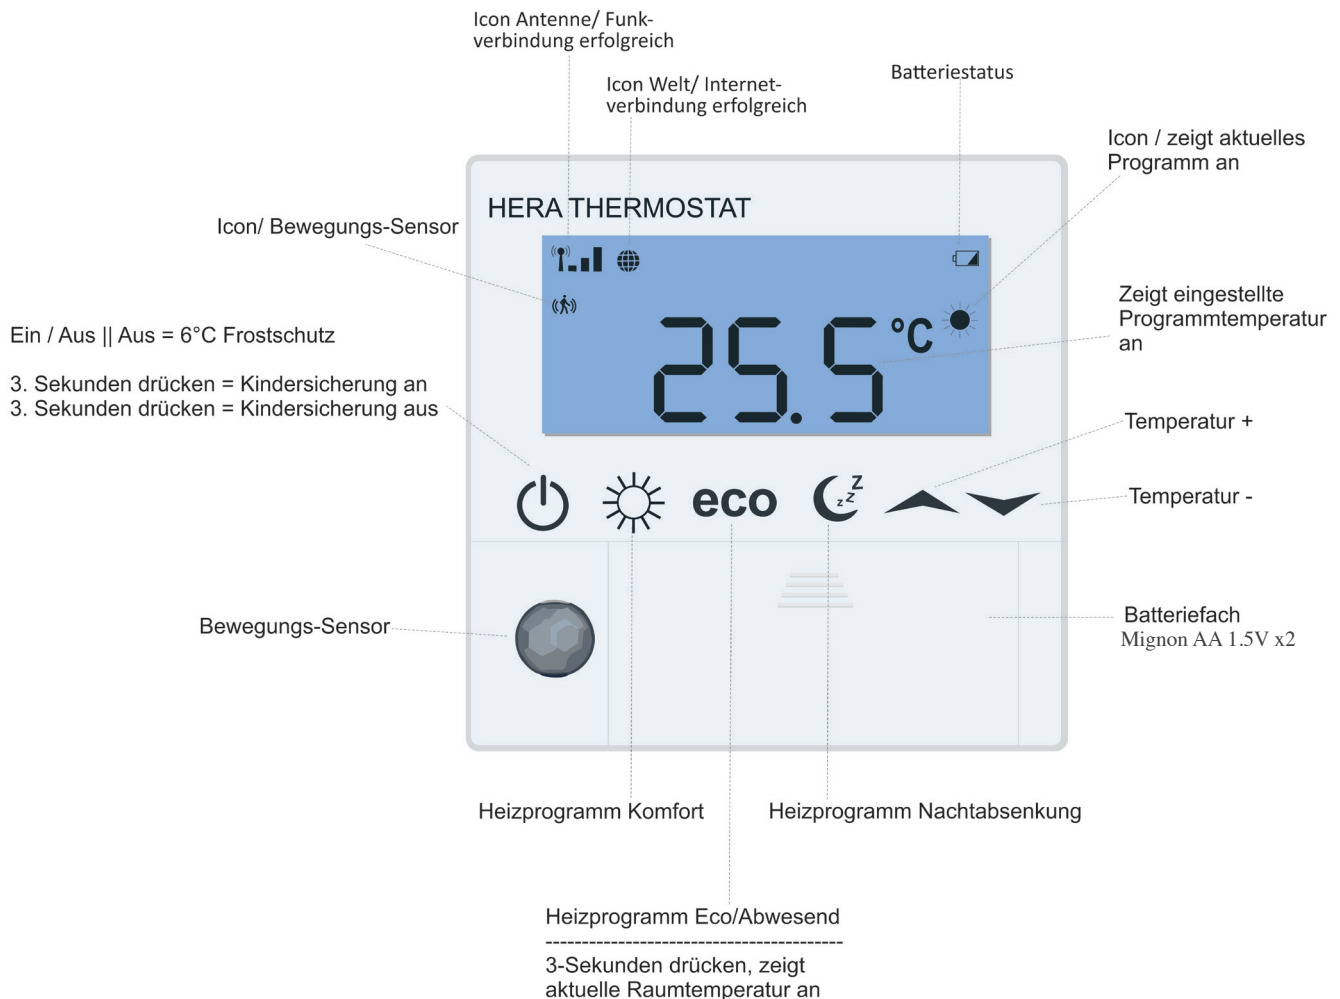 Icon Antenne/ Funk-
verbindung erfolgreich
Icon Welt/ Internet-
verbindung erfolgreich
Batteriestatus
Icon / zeigt aktuelles
Programm an
HERA THERMOSTAT
Icon/ Bewegungs-Sensor
25.5 °C
Zeigt eingestellte
Programmtemperatur
an
Ein / Aus || Aus = 6°C Frostschutz
3. Sekunden drücken = Kindersicherung an
3. Sekunden drücken = Kindersicherung aus
Temperatur +
eco
z z Z
Temperatur -
Bewegungs-Sensor
Batteriefach
Mignon AA 1.5V x2
Heizprogramm Komfort
Heizprogramm Nachtabsenkung
Heizprogramm Eco/Abwesend
-----------------------------------------
3-Sekunden drücken, zeigt
aktuelle Raumtemperatur an